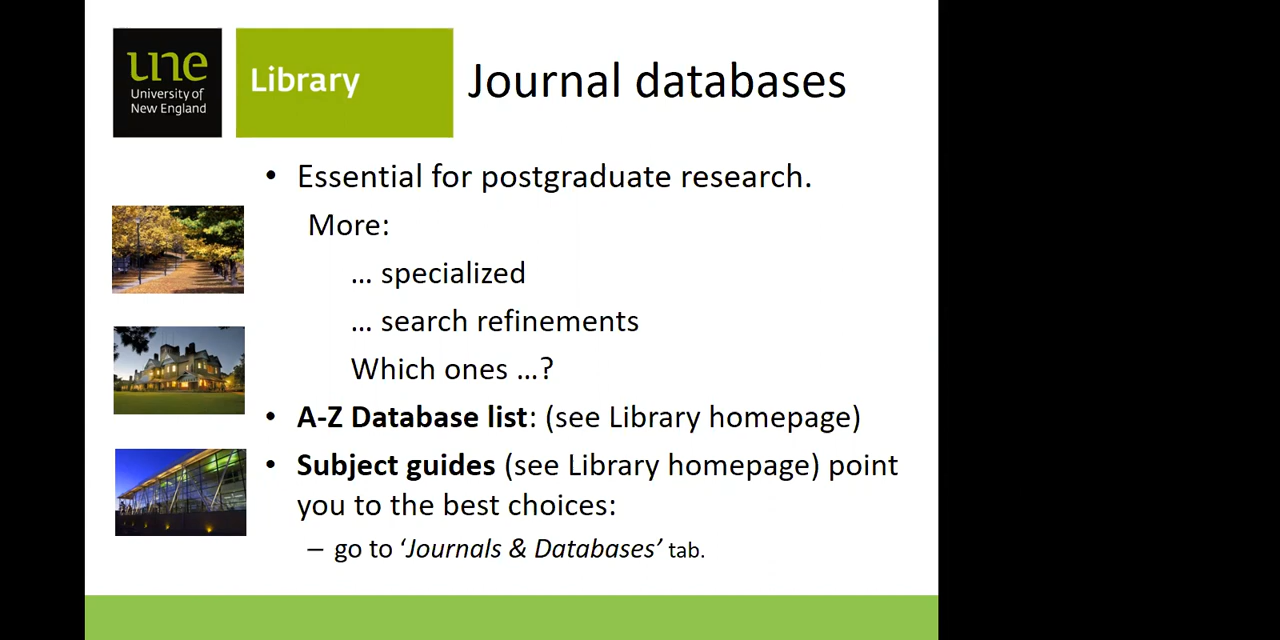 une
University of
New England
Library
Journal databases
• Essential for postgraduate research.
More:
... specialized
... search refinements
Which ones ...?
• A-Z Database list: (see Library homepage)
• Subject guides (see Library homepage) point
you to the best choices:
– go to ‘Journals & Databases’ tab.